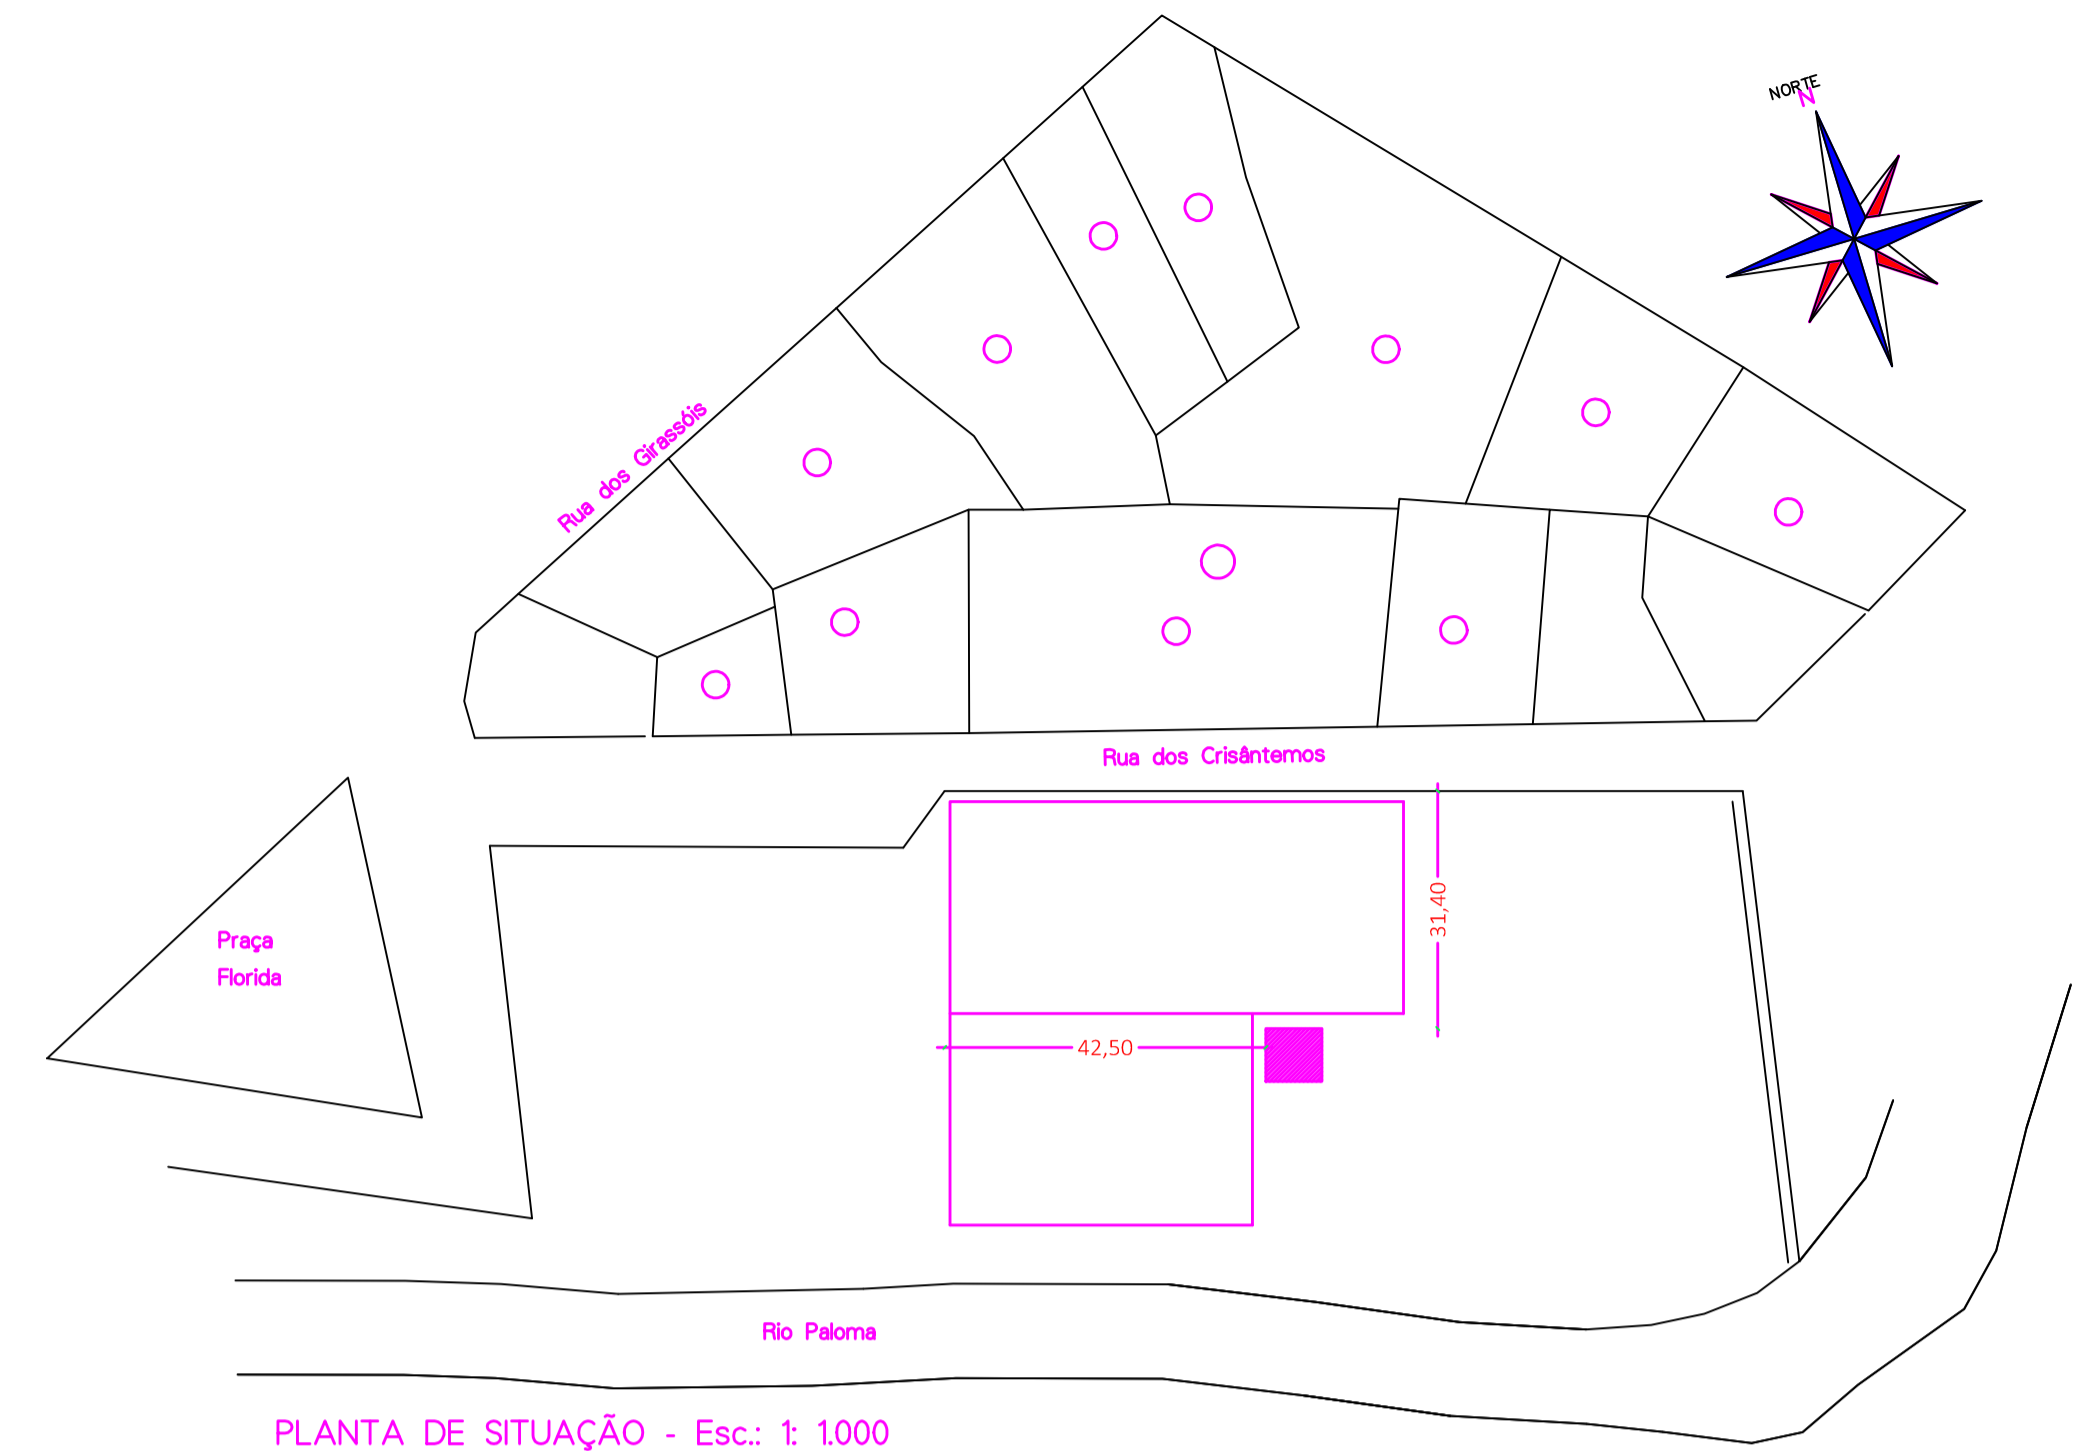 NORTE
N
Rua dos Girassóis
Rua dos Crisântemos
31,40
Praça
Florida
42,50
Rio Paloma
PLANTA DE SITUAÇÃO - Esc.: 1: 1.000